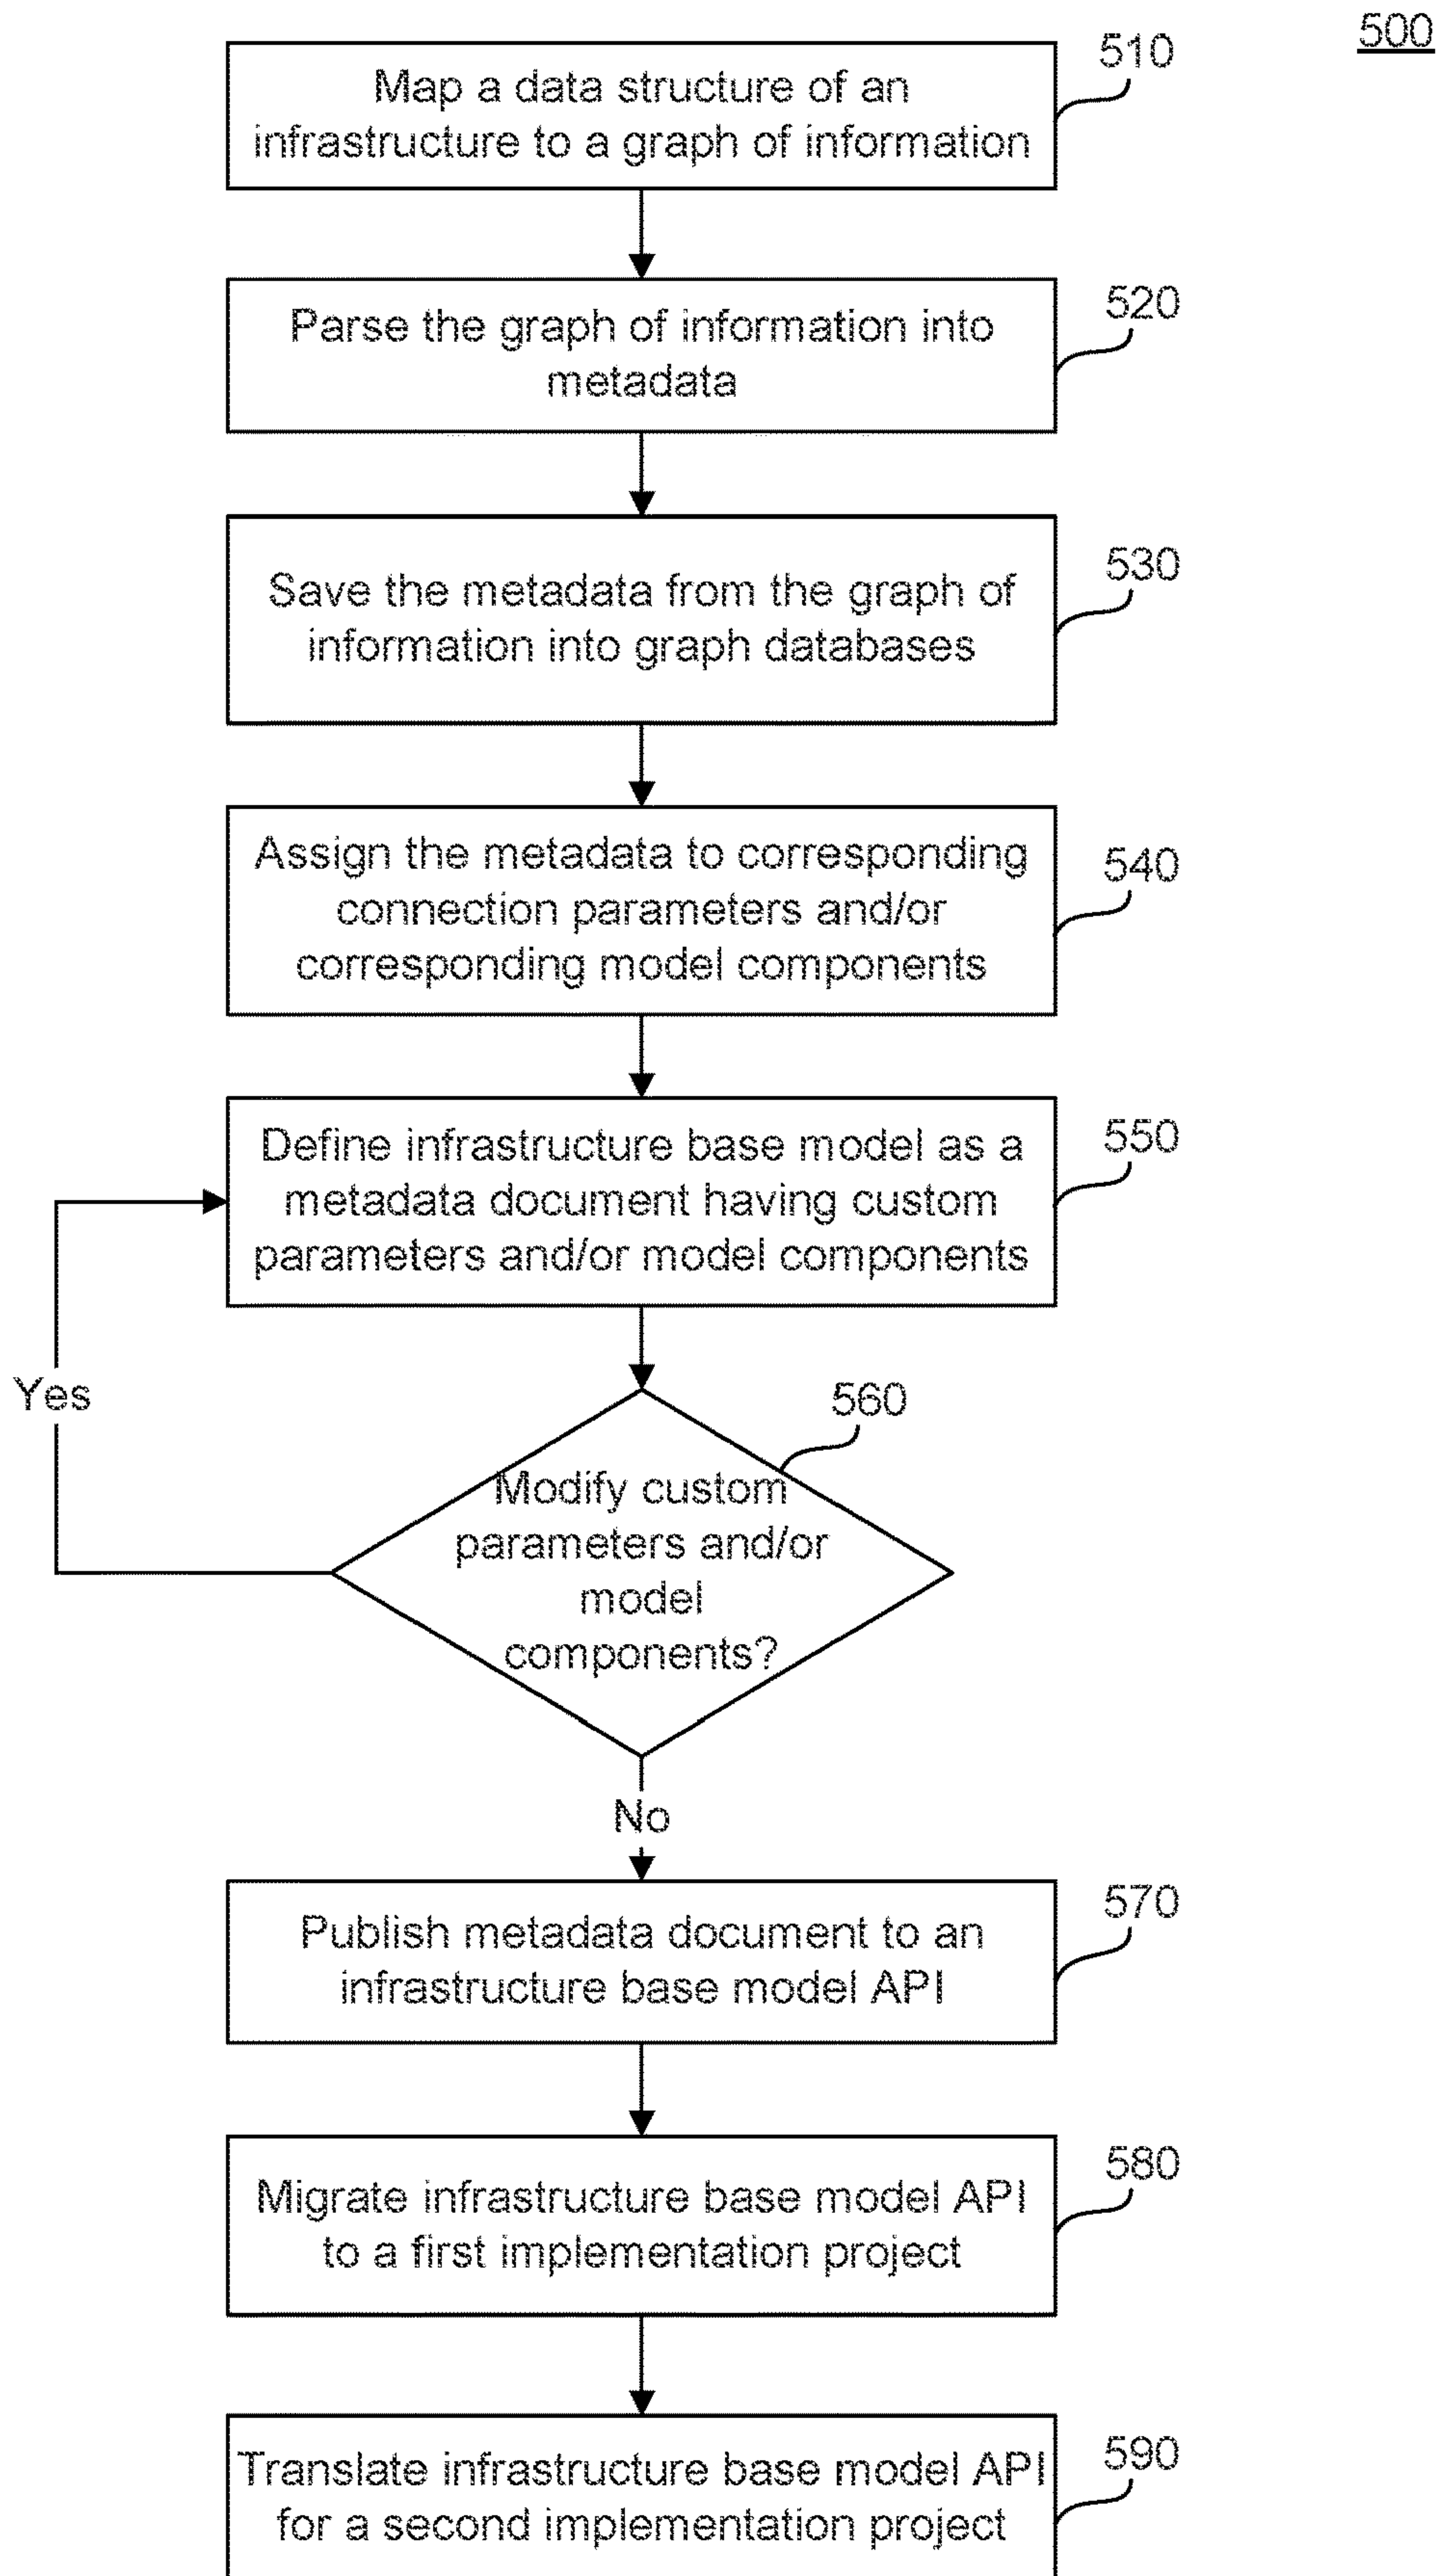 500
510
Map a data structure of an
infrastructure to a graph of information
520
Parse the graph of information into
metadata
530
Save the metadata from the graph of
information into graph databases
540
Assign the metadata to corresponding
connection parameters and/or
corresponding model components
550
Define infrastructure base model as a
metadata document having custom
parameters and/or model components
Yes
560
Modify custom
parameters and/or
model
components?
No
570
Publish metadata document to an
infrastructure base model API
580
Migrate infrastructure base model API
to a first implementation project
590
Translate infrastructure base model API
for a second implementation project